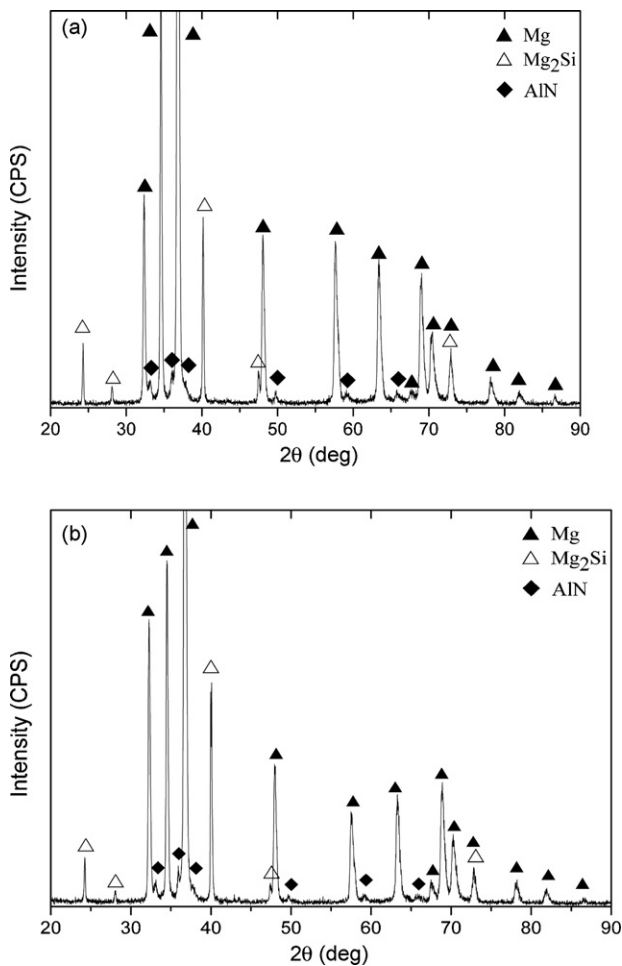 (a)
▲ Mg
△ Mg₂Si
◆ AlN
Intensity (CPS)
20 30 40 50 60 70 80 90
2θ (deg)
(b)
▲ Mg
△ Mg₂Si
◆ AlN
Intensity (CPS)
20 30 40 50 60 70 80 90
2θ (deg)